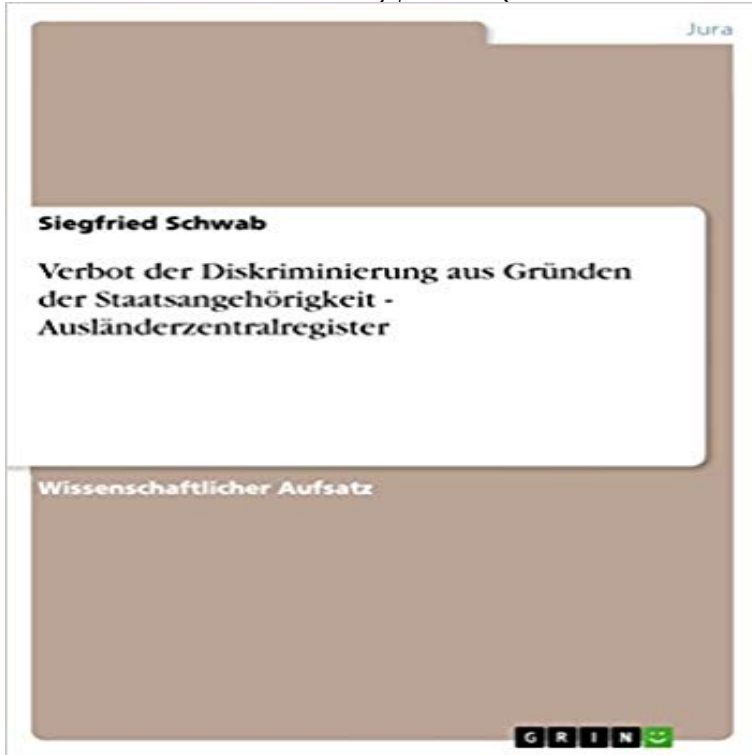 Jura
Siegfried Schwab
Verbot der Diskriminierung aus Gründen
der Staatsangehörigkeit -
Ausländerzentralregister
Wissenschaftlicher Aufsatz
GRIN